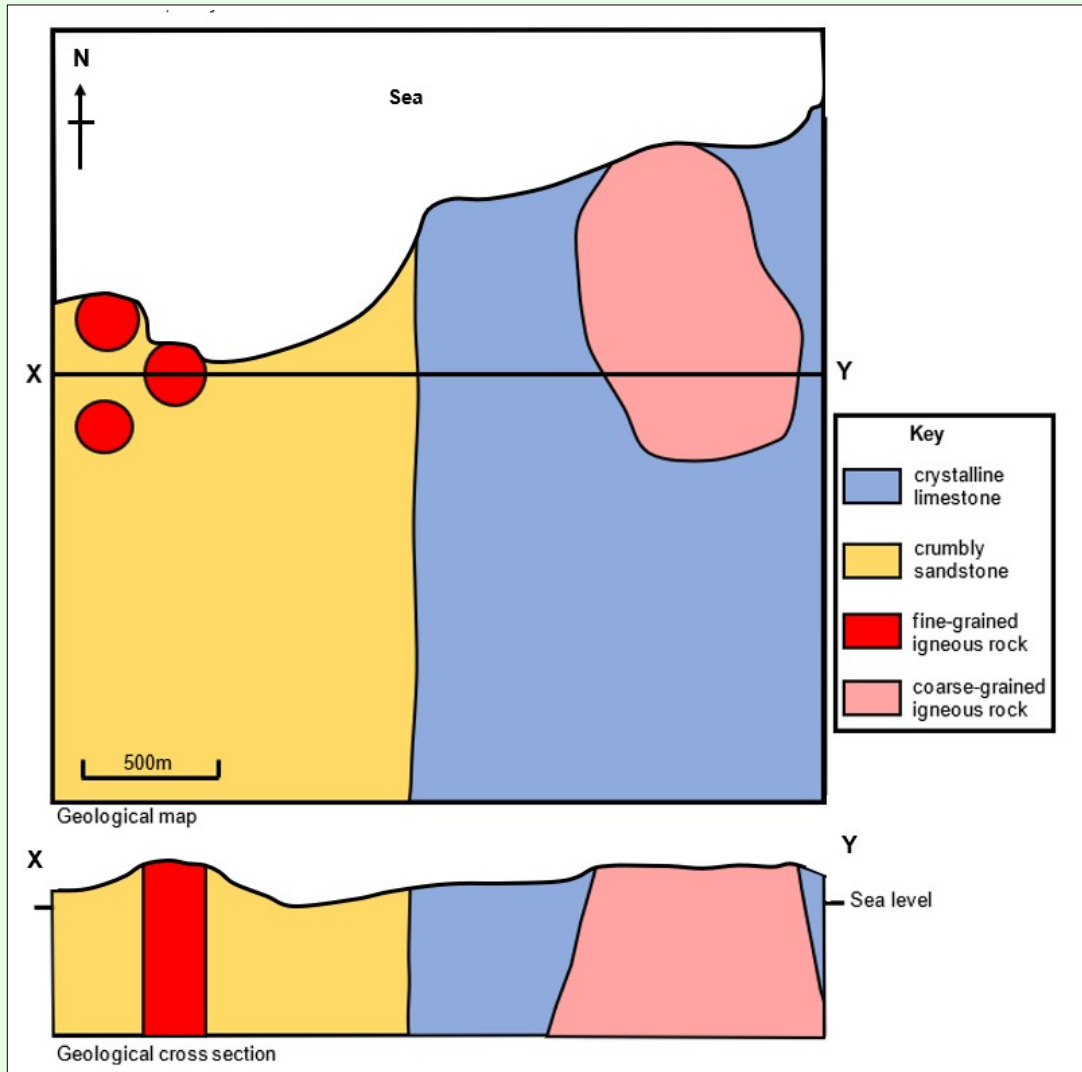 N
Sea
X
Y
Key
crystalline
limestone
crumbly
sandstone
fine-grained
igneous rock
coarse-grained
igneous rock
500m
Geological map
X
Y
Sea level
Geological cross section